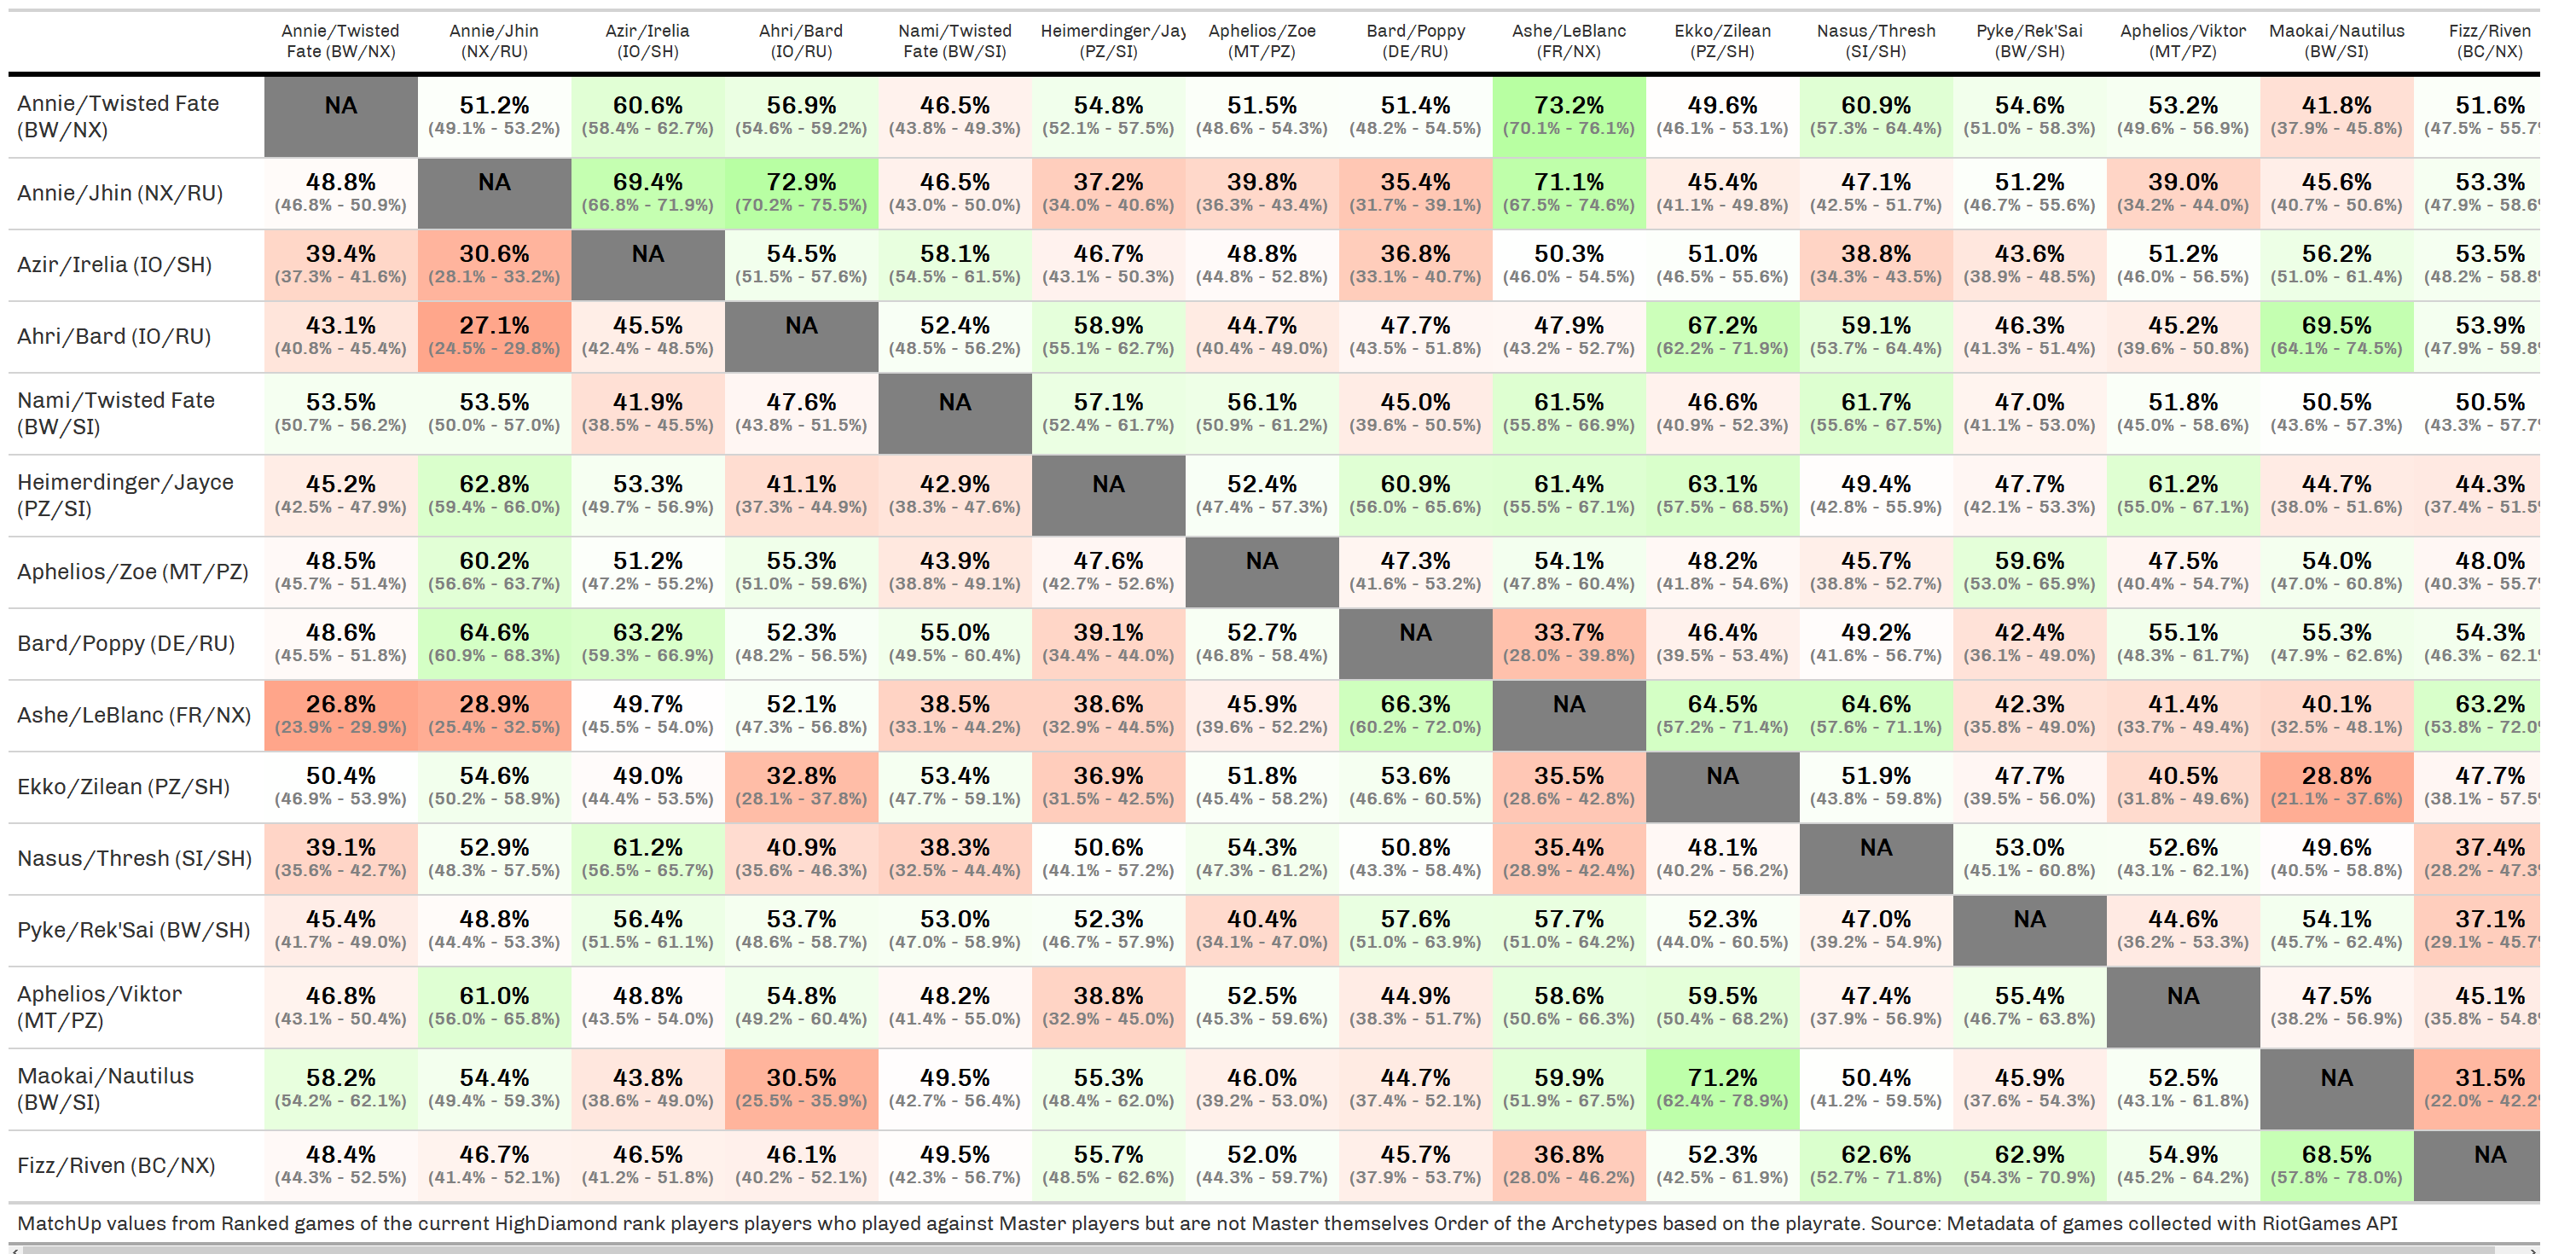 Annie/Twisted Fate (BW/NX) Annie/Jhin (NX/RU) Azir/Irelia (IO/SH) Ahri/Bard (IO/RU) Nami/Twisted Fate (BW/SI) Heimerdinger/Jay (PZ/SI) Aphelios/Zoe (MT/PZ) Bard/Poppy (DE/RU) Ashe/LeBlanc (FR/NX) Ekko/Zilean (PZ/SH) Nasus/Thresh (SI/SH) Pyke/Rek'Sai (BW/SH) Aphelios/Viktor (MT/PZ) Maokai/Nautilus (BW/SI) Fizz/Riven (BC/NX)
Annie/Twisted Fate (BW/NX) NA 51.2% 60.6% 56.9% 46.5% 54.8% 51.5% 51.4% 73.2% 49.6% 60.9% 54.6% 53.2% 41.8% 51.6%
(49.1% - 53.2%) (58.4% - 62.7%) (54.6% - 59.2%) (43.8% - 49.3%) (52.1% - 57.5%) (48.6% - 54.3%) (48.2% - 54.5%) (70.1% - 76.1%) (46.1% - 53.1%) (57.3% - 64.4%) (51.0% - 58.3%) (49.6% - 56.9%) (37.9% - 45.8%) (47.5% - 55.7%
Annie/Jhin (NX/RU) 48.8% NA 69.4% 72.9% 46.5% 37.2% 39.8% 35.4% 71.1% 45.4% 47.1% 51.2% 39.0% 45.6% 53.3%
(46.8% - 50.9%) (66.8% - 71.9%) (70.2% - 75.5%) (43.0% - 50.0%) (34.0% - 40.6%) (36.3% - 43.4%) (31.7% - 39.1%) (67.5% - 74.6%) (41.1% - 49.8%) (42.5% - 51.7%) (46.7% - 55.6%) (34.2% - 44.0%) (40.7% - 50.6%) (47.9% - 58.6%
Azir/Irelia (IO/SH) 39.4% 30.6% NA 54.5% 58.1% 46.7% 48.8% 36.8% 50.3% 51.0% 38.8% 43.6% 51.2% 56.2% 53.5%
(37.3% - 41.6%) (28.1% - 33.2%) (51.5% - 57.6%) (54.5% - 61.5%) (43.1% - 50.3%) (44.8% - 52.8%) (33.1% - 40.7%) (46.0% - 54.5%) (46.5% - 55.6%) (34.3% - 43.5%) (38.9% - 48.5%) (46.0% - 56.5%) (51.0% - 61.4%) (48.2% - 58.8%
Ahri/Bard (IO/RU) 43.1% 27.1% 45.5% NA 52.4% 58.9% 44.7% 47.7% 47.9% 67.2% 59.1% 46.3% 45.2% 69.5% 53.9%
(40.8% - 45.4%) (24.5% - 29.8%) (42.4% - 48.5%) (48.5% - 56.2%) (55.1% - 62.7%) (40.4% - 49.0%) (43.5% - 51.8%) (43.2% - 52.7%) (62.2% - 71.9%) (53.7% - 64.4%) (41.3% - 51.4%) (39.6% - 50.8%) (64.1% - 74.5%) (47.9% - 59.8%
Nami/Twisted Fate (BW/SI) 53.5% 53.5% 41.9% 47.6% NA 57.1% 56.1% 45.0% 61.5% 46.6% 61.7% 47.0% 51.8% 50.5% 50.5%
(50.7% - 56.2%) (50.0% - 57.0%) (38.5% - 45.5%) (43.8% - 51.5%) (52.4% - 61.7%) (50.9% - 61.2%) (39.6% - 50.5%) (55.8% - 66.9%) (40.9% - 52.3%) (55.6% - 67.5%) (41.1% - 53.0%) (45.0% - 58.6%) (43.6% - 57.3%) (43.3% - 57.7%
Heimerdinger/Jayce (PZ/SI) 45.2% 62.8% 53.3% 41.1% 42.9% NA 52.4% 60.9% 61.4% 63.1% 49.4% 47.7% 61.2% 44.7% 44.3%
(42.5% - 47.9%) (59.4% - 66.0%) (49.7% - 56.9%) (37.3% - 44.9%) (38.3% - 47.6%) (47.4% - 57.3%) (56.0% - 65.6%) (55.5% - 67.1%) (57.5% - 68.5%) (42.8% - 55.9%) (42.1% - 53.3%) (55.0% - 67.1%) (38.0% - 51.6%) (37.4% - 51.5%
Aphelios/Zoe (MT/PZ) 48.5% 60.2% 51.2% 55.3% 43.9% 47.6% NA 47.3% 54.1% 48.2% 45.7% 59.6% 47.5% 54.0% 48.0%
(45.7% - 51.4%) (56.6% - 63.7%) (47.2% - 55.2%) (51.0% - 59.6%) (38.8% - 49.1%) (42.7% - 52.6%) (41.6% - 53.2%) (47.8% - 60.4%) (41.8% - 54.6%) (38.8% - 52.7%) (53.0% - 65.9%) (40.4% - 54.7%) (47.0% - 60.8%) (40.3% - 55.7%
Bard/Poppy (DE/RU) 48.6% 64.6% 63.2% 52.3% 55.0% 39.1% 52.7% NA 33.7% 46.4% 49.2% 42.4% 55.1% 55.3% 54.3%
(45.5% - 51.8%) (60.9% - 68.3%) (59.3% - 66.9%) (48.2% - 56.5%) (49.5% - 60.4%) (34.4% - 44.0%) (46.8% - 58.4%) (28.0% - 39.8%) (39.5% - 53.4%) (41.6% - 56.7%) (36.1% - 49.0%) (48.3% - 61.7%) (47.9% - 62.6%) (46.3% - 62.1%
Ashe/LeBlanc (FR/NX) 26.8% 28.9% 49.7% 52.1% 38.5% 38.6% 45.9% 66.3% NA 64.5% 64.6% 42.3% 41.4% 40.1% 63.2%
(23.9% - 29.9%) (25.4% - 32.5%) (45.5% - 54.0%) (47.3% - 56.8%) (33.1% - 44.2%) (32.9% - 44.5%) (39.6% - 52.2%) (60.2% - 72.0%) (57.2% - 71.4%) (57.6% - 71.1%) (35.8% - 49.0%) (33.7% - 49.4%) (32.5% - 48.1%) (53.8% - 72.0%
Ekko/Zilean (PZ/SH) 50.4% 54.6% 49.0% 32.8% 53.4% 36.9% 51.8% 53.6% 35.5% NA 51.9% 47.7% 40.5% 28.8% 47.7%
(46.9% - 53.9%) (50.2% - 58.9%) (44.4% - 53.5%) (28.1% - 37.8%) (47.7% - 59.1%) (31.5% - 42.5%) (45.4% - 58.2%) (46.6% - 60.5%) (28.6% - 42.8%) (43.8% - 59.8%) (39.5% - 56.0%) (31.8% - 49.6%) (21.1% - 37.6%) (38.1% - 57.5%
Nasus/Thresh (SI/SH) 39.1% 52.9% 61.2% 40.9% 38.3% 50.6% 54.3% 50.8% 35.4% 48.1% NA 53.0% 52.6% 49.6% 37.4%
(35.6% - 42.7%) (48.3% - 57.5%) (56.5% - 65.7%) (35.6% - 46.3%) (32.5% - 44.4%) (44.1% - 57.2%) (47.3% - 61.2%) (43.3% - 58.4%) (28.9% - 42.4%) (40.2% - 56.2%) (45.1% - 60.8%) (43.1% - 62.1%) (40.5% - 58.8%) (28.2% - 47.3%
Pyke/Rek'Sai (BW/SH) 45.4% 48.8% 56.4% 53.7% 53.0% 52.3% 40.4% 57.6% 57.7% 52.3% 47.0% NA 44.6% 54.1% 37.1%
(41.7% - 49.0%) (44.4% - 53.3%) (51.5% - 61.1%) (48.6% - 58.7%) (47.0% - 58.9%) (46.7% - 57.9%) (34.1% - 47.0%) (51.0% - 63.9%) (51.0% - 64.2%) (44.0% - 60.5%) (39.2% - 54.9%) (36.2% - 53.3%) (45.7% - 62.4%) (29.1% - 45.7%
Aphelios/Viktor (MT/PZ) 46.8% 61.0% 48.8% 54.8% 48.2% 38.8% 52.5% 44.9% 58.6% 59.5% 47.4% 55.4% NA 47.5% 45.1%
(43.1% - 50.4%) (56.0% - 65.8%) (43.5% - 54.0%) (49.2% - 60.4%) (41.4% - 55.0%) (32.9% - 45.0%) (45.3% - 59.6%) (38.3% - 51.7%) (50.6% - 66.3%) (50.4% - 68.2%) (37.9% - 56.9%) (46.7% - 63.8%) (38.2% - 56.9%) (35.8% - 54.8%
Maokai/Nautilus (BW/SI) 58.2% 54.4% 43.8% 30.5% 49.5% 55.3% 46.0% 44.7% 59.9% 71.2% 50.4% 45.9% 52.5% NA 31.5%
(54.2% - 62.1%) (49.4% - 59.3%) (38.6% - 49.0%) (25.5% - 35.9%) (42.7% - 56.4%) (48.4% - 62.0%) (39.2% - 53.0%) (37.4% - 52.1%) (51.9% - 67.5%) (62.4% - 78.9%) (41.2% - 59.5%) (37.6% - 54.3%) (43.1% - 61.8%) (22.0% - 42.2%
Fizz/Riven (BC/NX) 48.4% 46.7% 46.5% 46.1% 49.5% 55.7% 52.0% 45.7% 36.8% 52.3% 62.6% 62.9% 54.9% 68.5% NA
(44.3% - 52.5%) (41.4% - 52.1%) (41.2% - 51.8%) (40.2% - 52.1%) (42.3% - 56.7%) (48.5% - 62.6%) (44.3% - 59.7%) (37.9% - 53.7%) (28.0% - 46.2%) (42.5% - 61.9%) (52.7% - 71.8%) (54.3% - 70.9%) (45.2% - 64.2%) (57.8% - 78.0%)
MatchUp values from Ranked games of the current HighDiamond rank players players who played against Master players but are not Master themselves Order of the Archetypes based on the playrate. Source: Metadata of games collected with RiotGames API